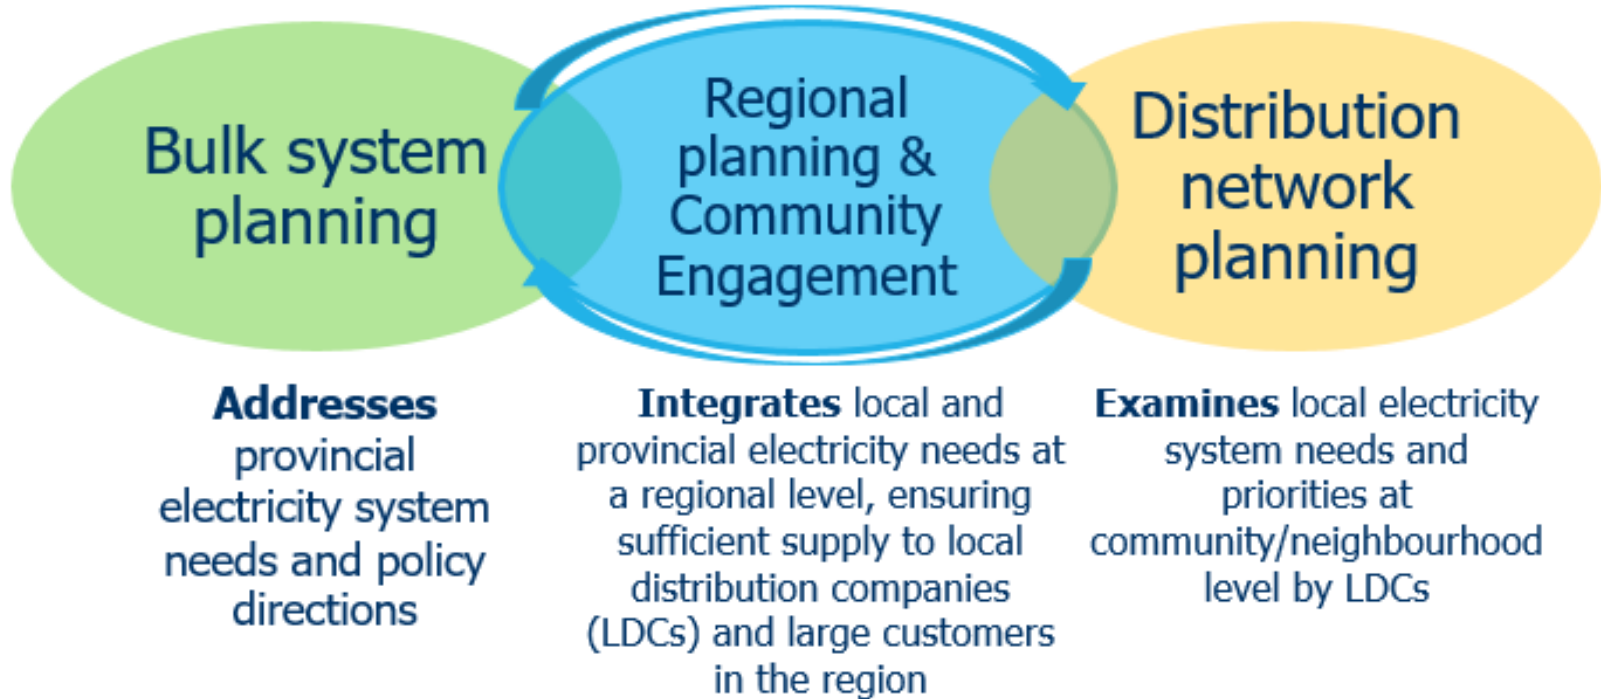 Bulk system
planning
Regional
planning &
Community
Engagement
Distribution
network
planning
Addresses
provincial
electricity system
needs and policy
directions
Integrates local and
provincial electricity needs at
a regional level, ensuring
sufficient supply to local
distribution companies
(LDCs) and large customers
in the region
Examines local electricity
system needs and
priorities at
community/neighbourhood
level by LDCs